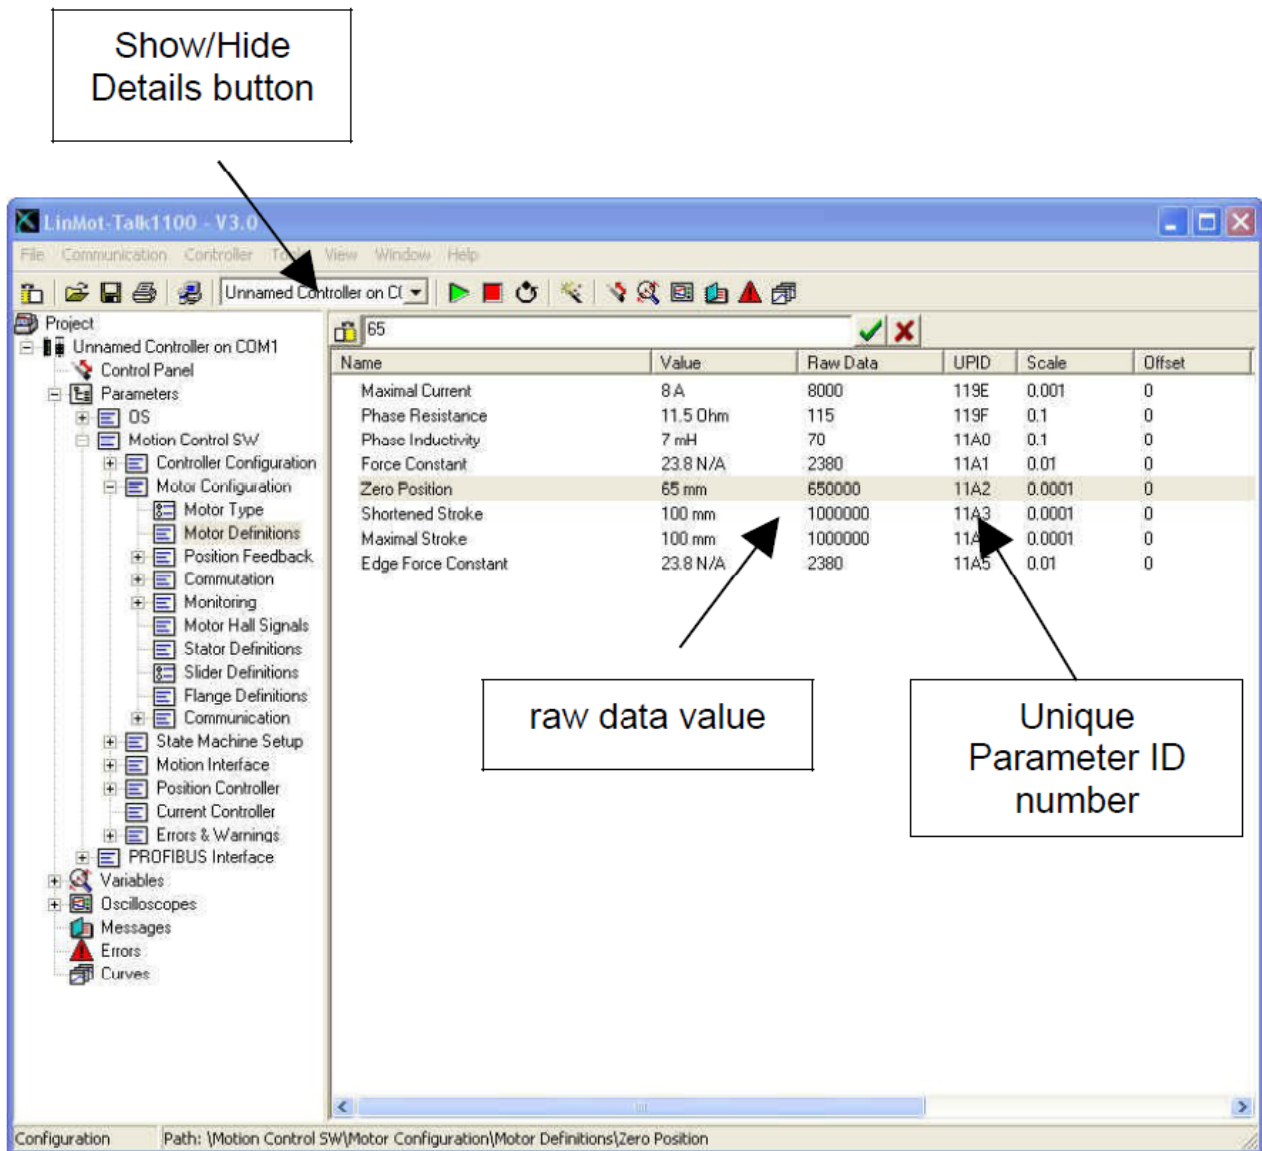 Show/Hide
Details button
LinMot-Talk1100 - V3.0
File Communication Controller Tools View Window Help
Unnamed Controller on C(
Project
Unnamed Controller on COM1
Control Panel
Parameters
OS
Motion Control SW
Controller Configuration
Motor Configuration
Motor Type
Motor Definitions
Position Feedback
Commutation
Monitoring
Motor Hall Signals
Stator Definitions
Slider Definitions
Flange Definitions
Communication
State Machine Setup
Motion Interface
Position Controller
Current Controller
Errors & Warnings
PROFIBUS Interface
Variables
Oscilloscopes
Messages
Errors
Curves
65
Name Value Raw Data UPID Scale Offset
Maximal Current 8 A 8000 119E 0.001 0
Phase Resistance 11.5 Ohm 115 119F 0.1 0
Phase Inductivity 7 mH 70 11A0 0.1 0
Force Constant 23.8 N/A 2380 11A1 0.01 0
Zero Position 65 mm 650000 11A2 0.0001 0
Shortened Stroke 100 mm 1000000 11A3 0.0001 0
Maximal Stroke 100 mm 1000000 0.0001 0
Edge Force Constant 23.8 N/A 2380 11A5 0.01 0
raw data value
Unique
Parameter ID
number
Configuration Path: \Motion Control SW\Motor Configuration\Motor Definitions\Zero Position